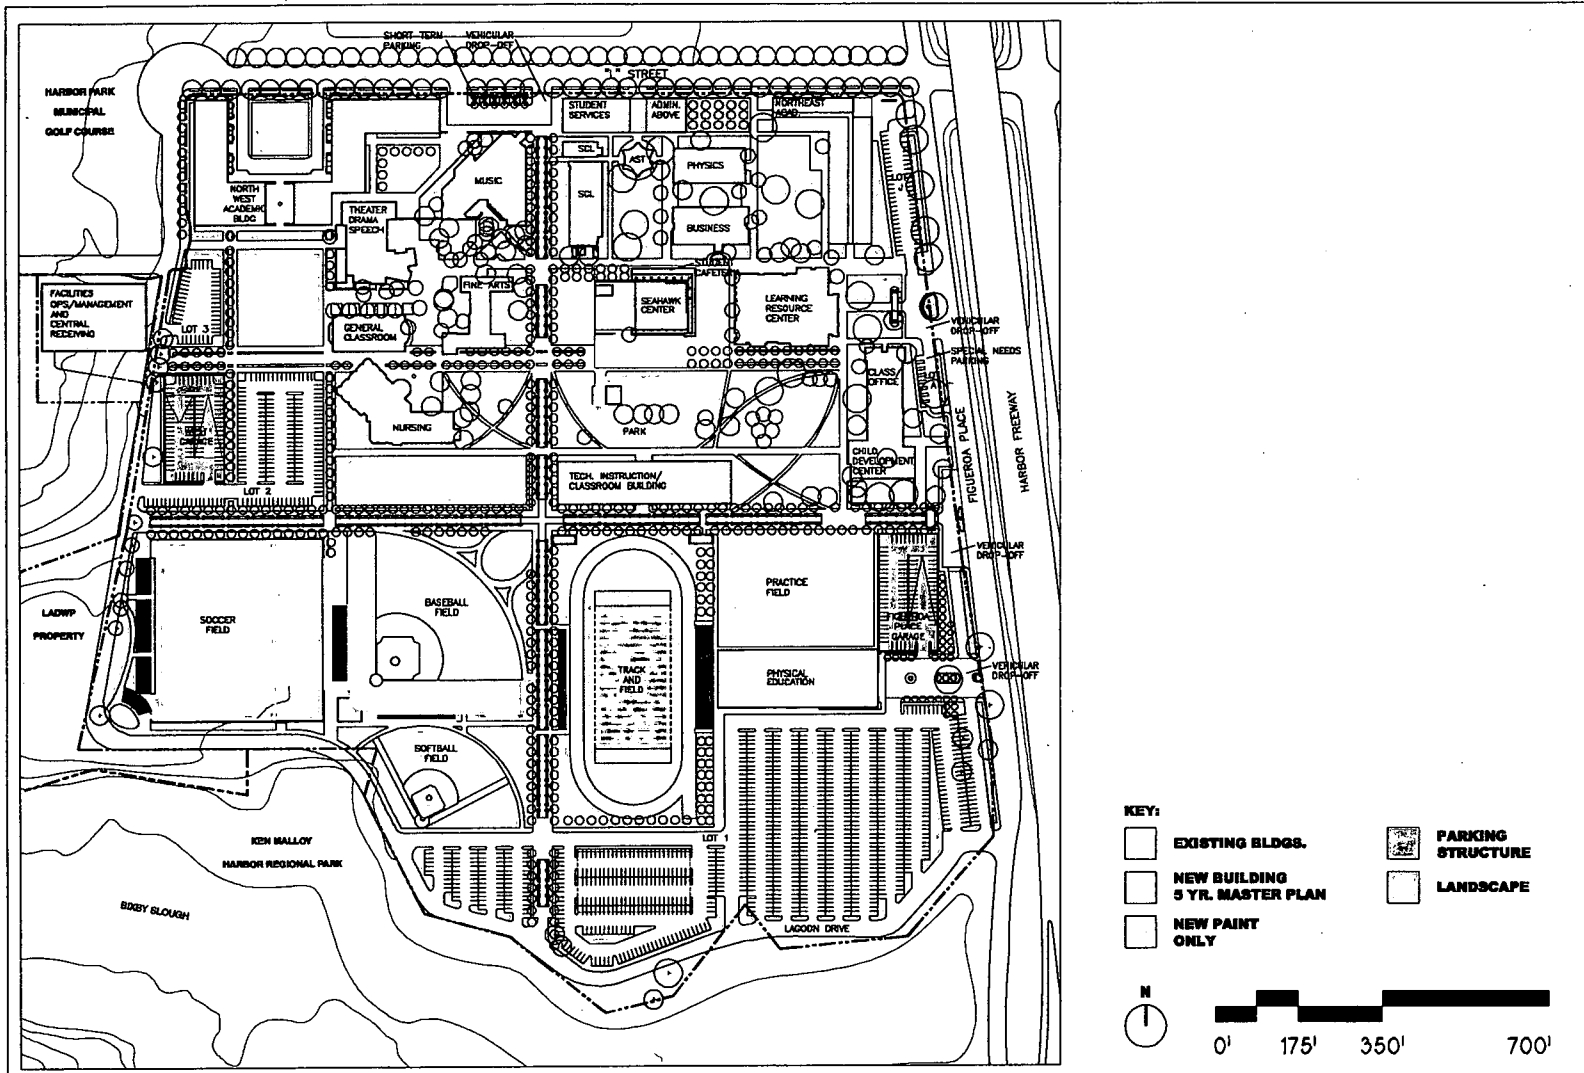 SHORT TERM
PARKING
VEHICULAR
DROP-OFF
"L" STREET
HARBOR PARK
MUNICIPAL
GOLF COURSE
STUDENT
SERVICES
ADMIN.
ABOVE
NORTHEAST
ACAD.
SCL
AST
PHYSICS
LOT
MUSIC
SCL
NORTH
WEST
ACADEMIC
BLDG
THEATER
DRAMA
SPEECH
BUSINESS
STUDENT
CAFETERIA
FACILITIES
OPS/MANAGEMENT
AND
CENTRAL
RECEIVING
FINE ARTS
SEAHAWK
CENTER
LEARNING
RESOURCE
CENTER
LOT 3
GENERAL
CLASSROOM
VEHICULAR
DROP-OFF
SPECIAL NEEDS
PARKING
CLASS/
OFFICE
LOT
A
NURSING
PARK
WEST
GARAGE
CHILD
DEVELOPMENT
CENTER
FIGUEROA PLACE
HARBOR FREEWAY
LOT 2
TECH. INSTRUCTION/
CLASSROOM BUILDING
VEHICULAR
DROP-OFF
SOCCER
FIELD
BASEBALL
FIELD
PRACTICE
FIELD
LADWP
PROPERTY
FIGUEROA
PLACE
GARAGE
TRACK
AND
FIELD
PHYSICAL
EDUCATION
VEHICULAR
DROP-OFF
SOFTBALL
FIELD
KEN MALLOY
HARBOR REGIONAL PARK
LOT 1
BIXBY SLOUGH
LAGOON DRIVE
KEY:
EXISTING BLDGS.
NEW BUILDING
5 YR. MASTER PLAN
NEW PAINT
ONLY
PARKING
STRUCTURE
LANDSCAPE
N
0' 175' 350' 700'